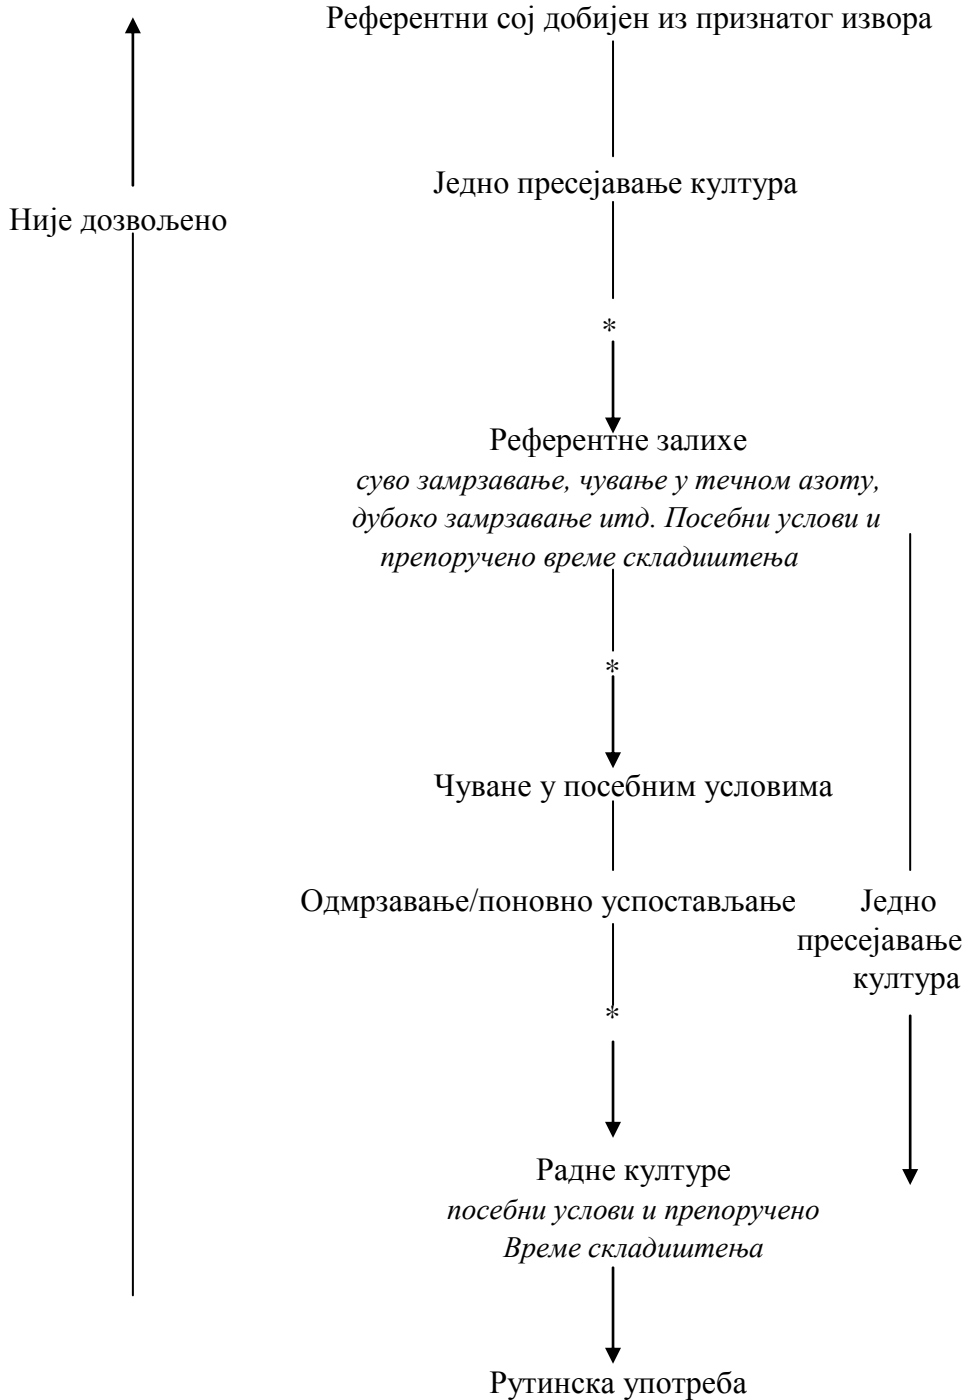 Референтни сој добијен из признатог извора
Једно пресејавање култура
Није дозвољено
*
Референтне залихе
суво замрзавање, чување у течном азоту,
дубоко замрзавање итд. Посебни услови и
препоручено време складиштења
*
Чуване у посебним условима
Одмрзавање/поновно успостављање
Једно
пресејавање
култура
*
Радне културе
посебни услови и препоручено
Време складиштења
Рутинска употреба